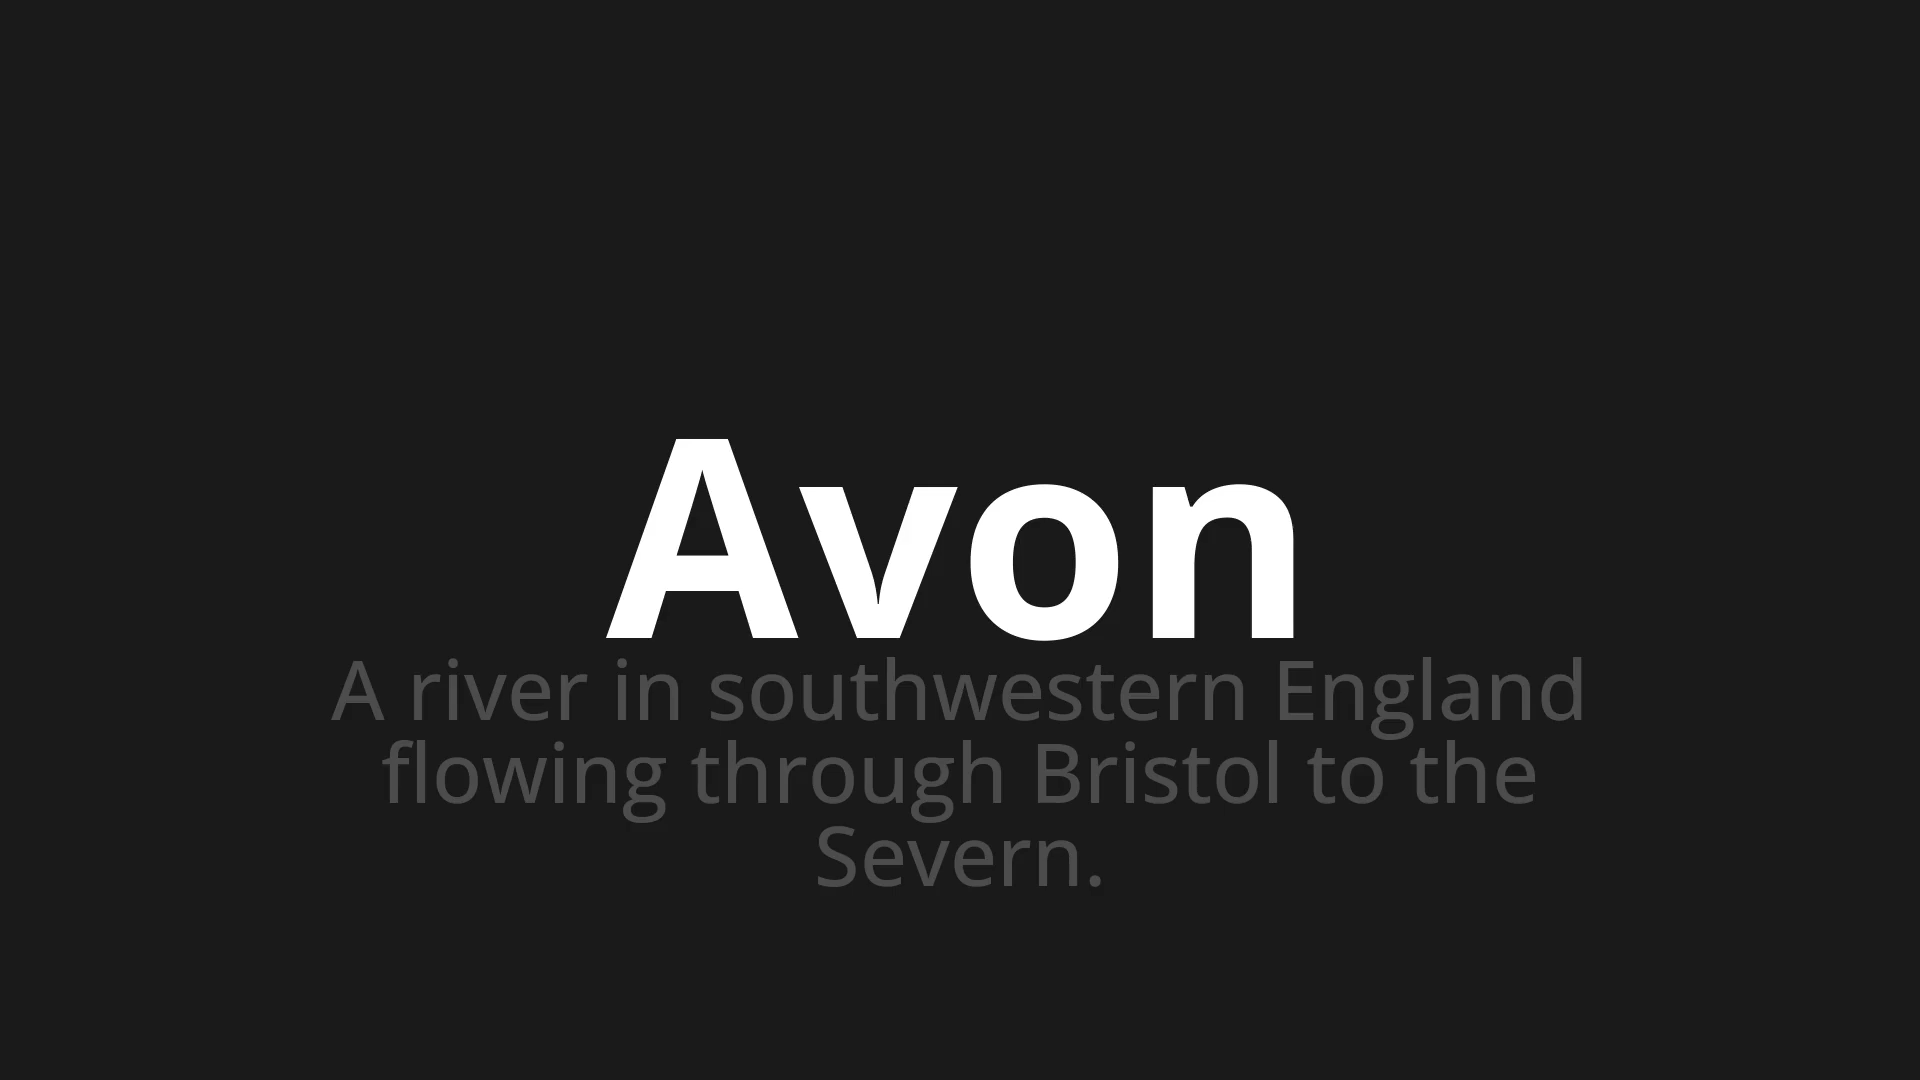 Avon
A river in southwestern England
flowing through Bristol to the
Severn.